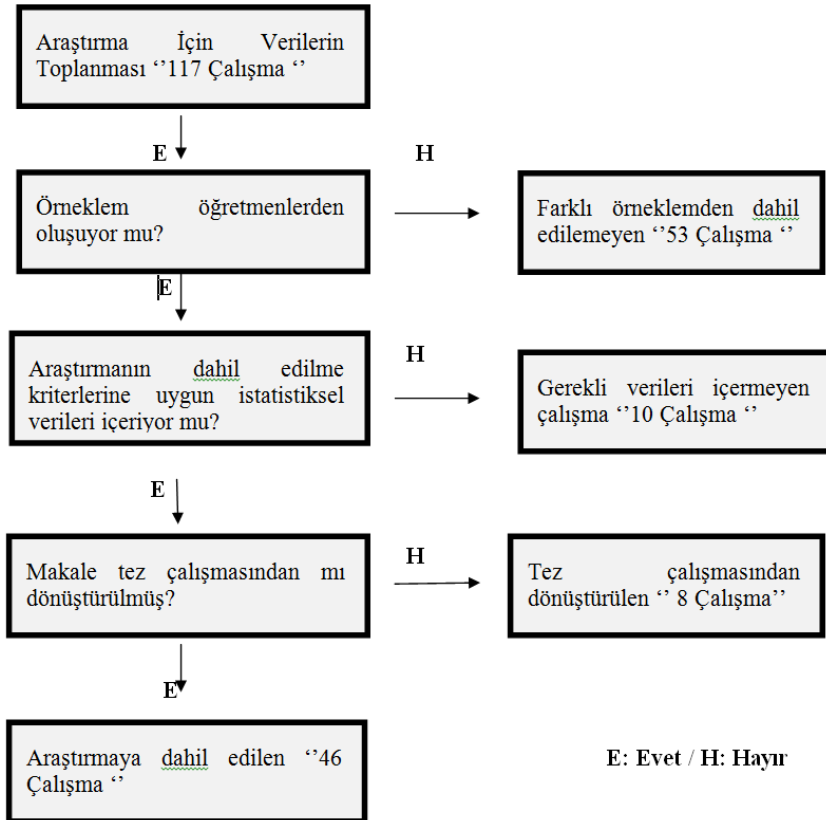 Araştırma İçin Verilerin
Toplanması ‘’117 Çalışma ‘’
E
H
Örneklem öğretmenlerden
oluşuyor mu?
Farklı örneklemden dahil
edilemeyen ‘’53 Çalışma ‘’
E
Araştırmanın dahil edilme
kriterlerine uygun istatistiksel
verileri içeriyor mu?
H
Gerekli verileri içermeyen
çalışma ‘’10 Çalışma ‘’
E
Makale tez çalışmasından mı
dönüştürülmüş?
H
Tez çalışmasından
dönüştürülen ‘’ 8 Çalışma’’
E
Araştırmaya dahil edilen ‘’46
Çalışma ‘’
E: Evet / H: Hayır